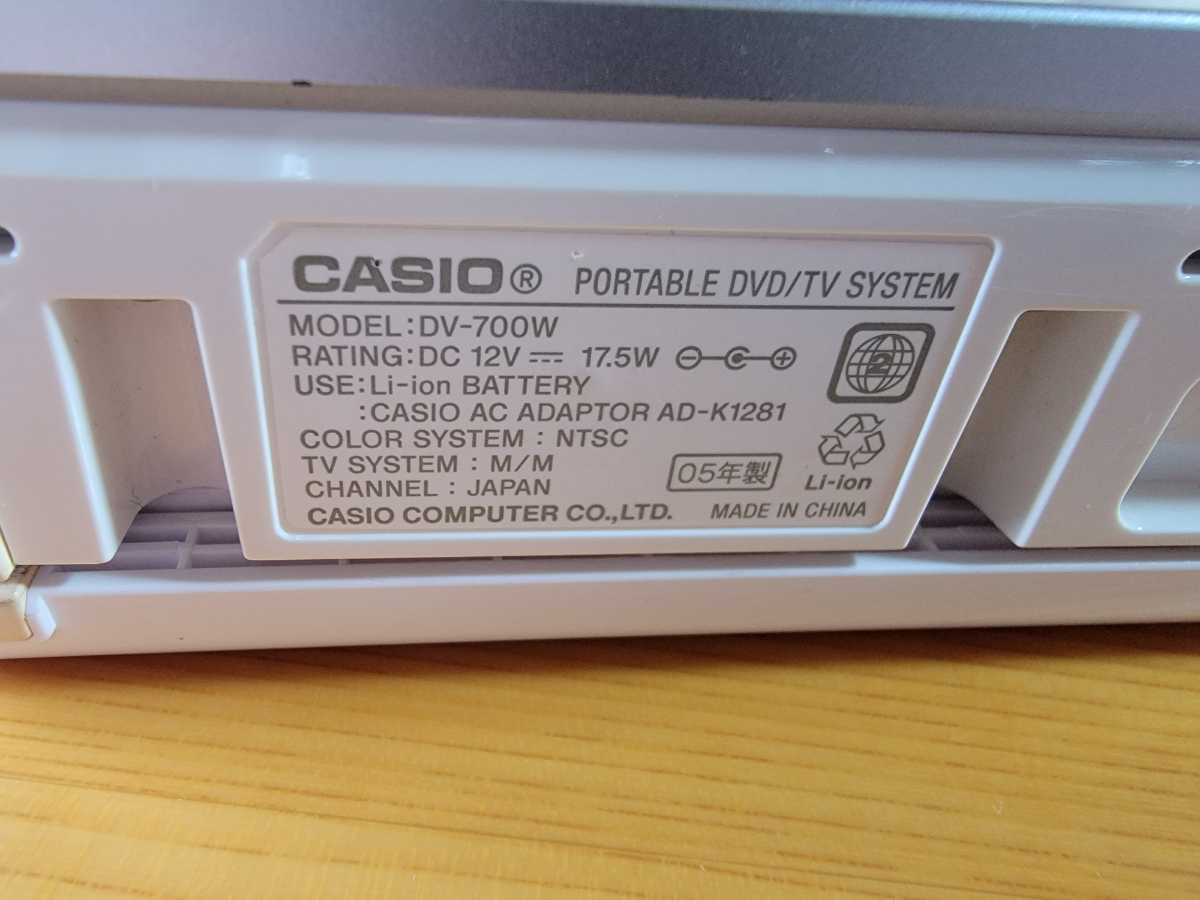 CASIO® PORTABLE DVD/TV SYSTEM
MODEL:DV-700W
RATING:DC 12V ⎓ 17.5W
2
USE:Li-ion BATTERY
:CASIO AC ADAPTOR AD-K1281
COLOR SYSTEM : NTSC
TV SYSTEM : M/M
CHANNEL : JAPAN
05年製
Li-ion
CASIO COMPUTER CO.,LTD. MADE IN CHINA